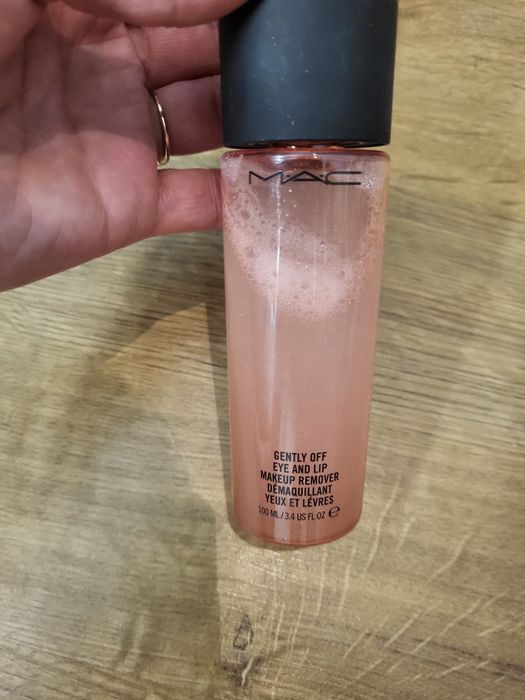 M·A·C
GENTLY OFF
EYE AND LIP
MAKEUP REMOVER
DÉMAQUILLANT
YEUX ET LÈVRES
100 ML/3.4 US FL OZ ℮